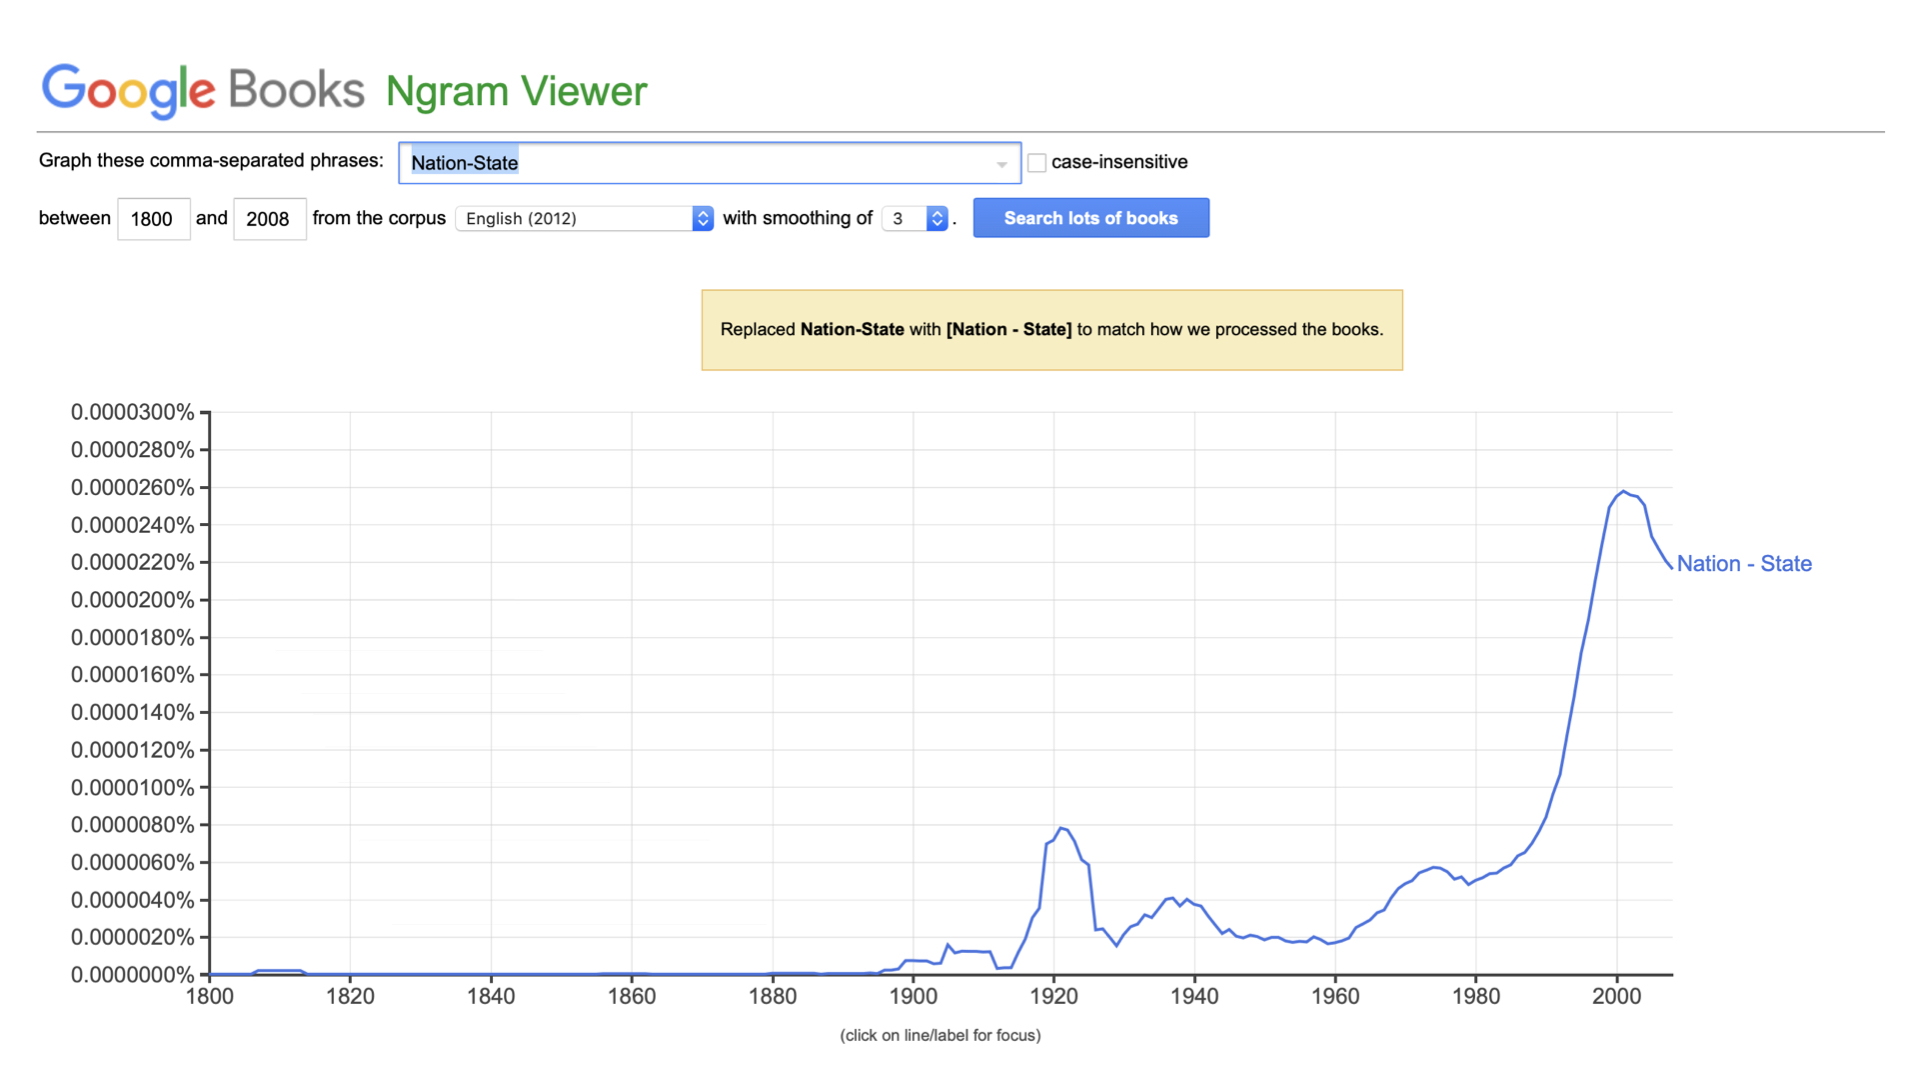 Google Books Ngram Viewer
Graph these comma-separated phrases: Nation-State case-insensitive
between 1800 and 2008 from the corpus English (2012) with smoothing of 3 . Search lots of books
Replaced Nation-State with [Nation - State] to match how we processed the books.
0.0000300%
0.0000280%
0.0000260%
0.0000240%
0.0000220%
0.0000200%
0.0000180%
0.0000160%
0.0000140%
0.0000120%
0.0000100%
0.0000080%
0.0000060%
0.0000040%
0.0000020%
0.0000000%
Nation - State
1800 1820 1840 1860 1880 1900 1920 1940 1960 1980 2000
(click on line/label for focus)